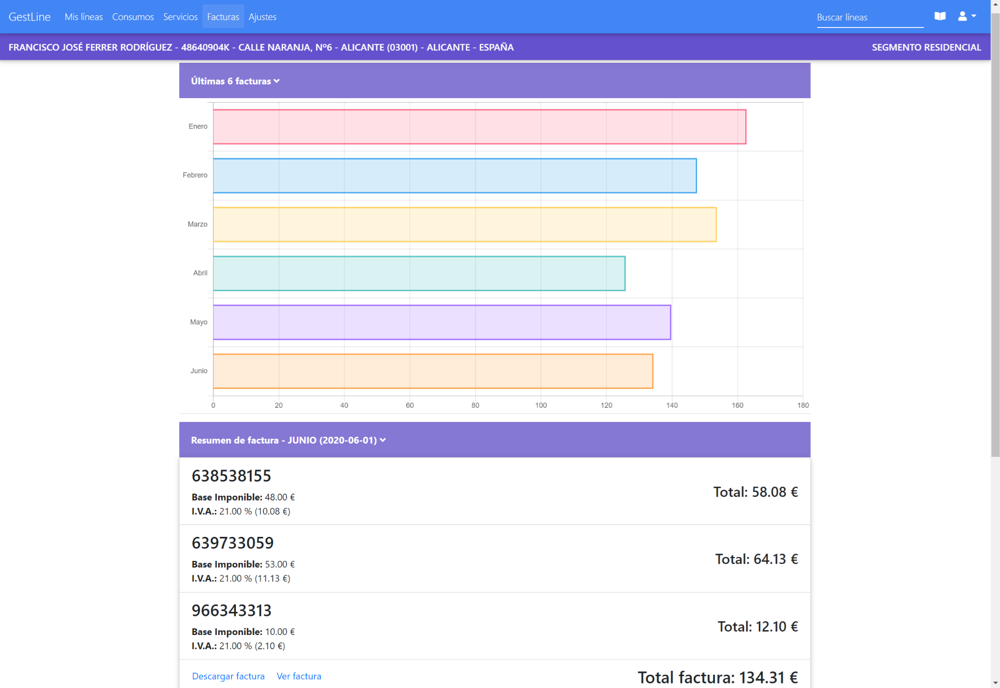 GestLine Mis líneas Consumos Servicios Facturas Ajustes Buscar líneas
FRANCISCO JOSÉ FERRER RODRÍGUEZ - 48640904K - CALLE NARANJA, Nº6 - ALICANTE (03001) - ALICANTE - ESPAÑA SEGMENTO RESIDENCIAL
Últimas 6 facturas
Enero
Febrero
Marzo
Abril
Mayo
Junio
0 20 40 60 80 100 120 140 160 180
Resumen de factura - JUNIO (2020-06-01)
638538155
Base Imponible: 48.00 €
I.V.A.: 21.00 % (10.08 €)
Total: 58.08 €
639733059
Base Imponible: 53.00 €
I.V.A.: 21.00 % (11.13 €)
Total: 64.13 €
966343313
Base Imponible: 10.00 €
I.V.A.: 21.00 % (2.10 €)
Total: 12.10 €
Descargar factura Ver factura Total factura: 134.31 €